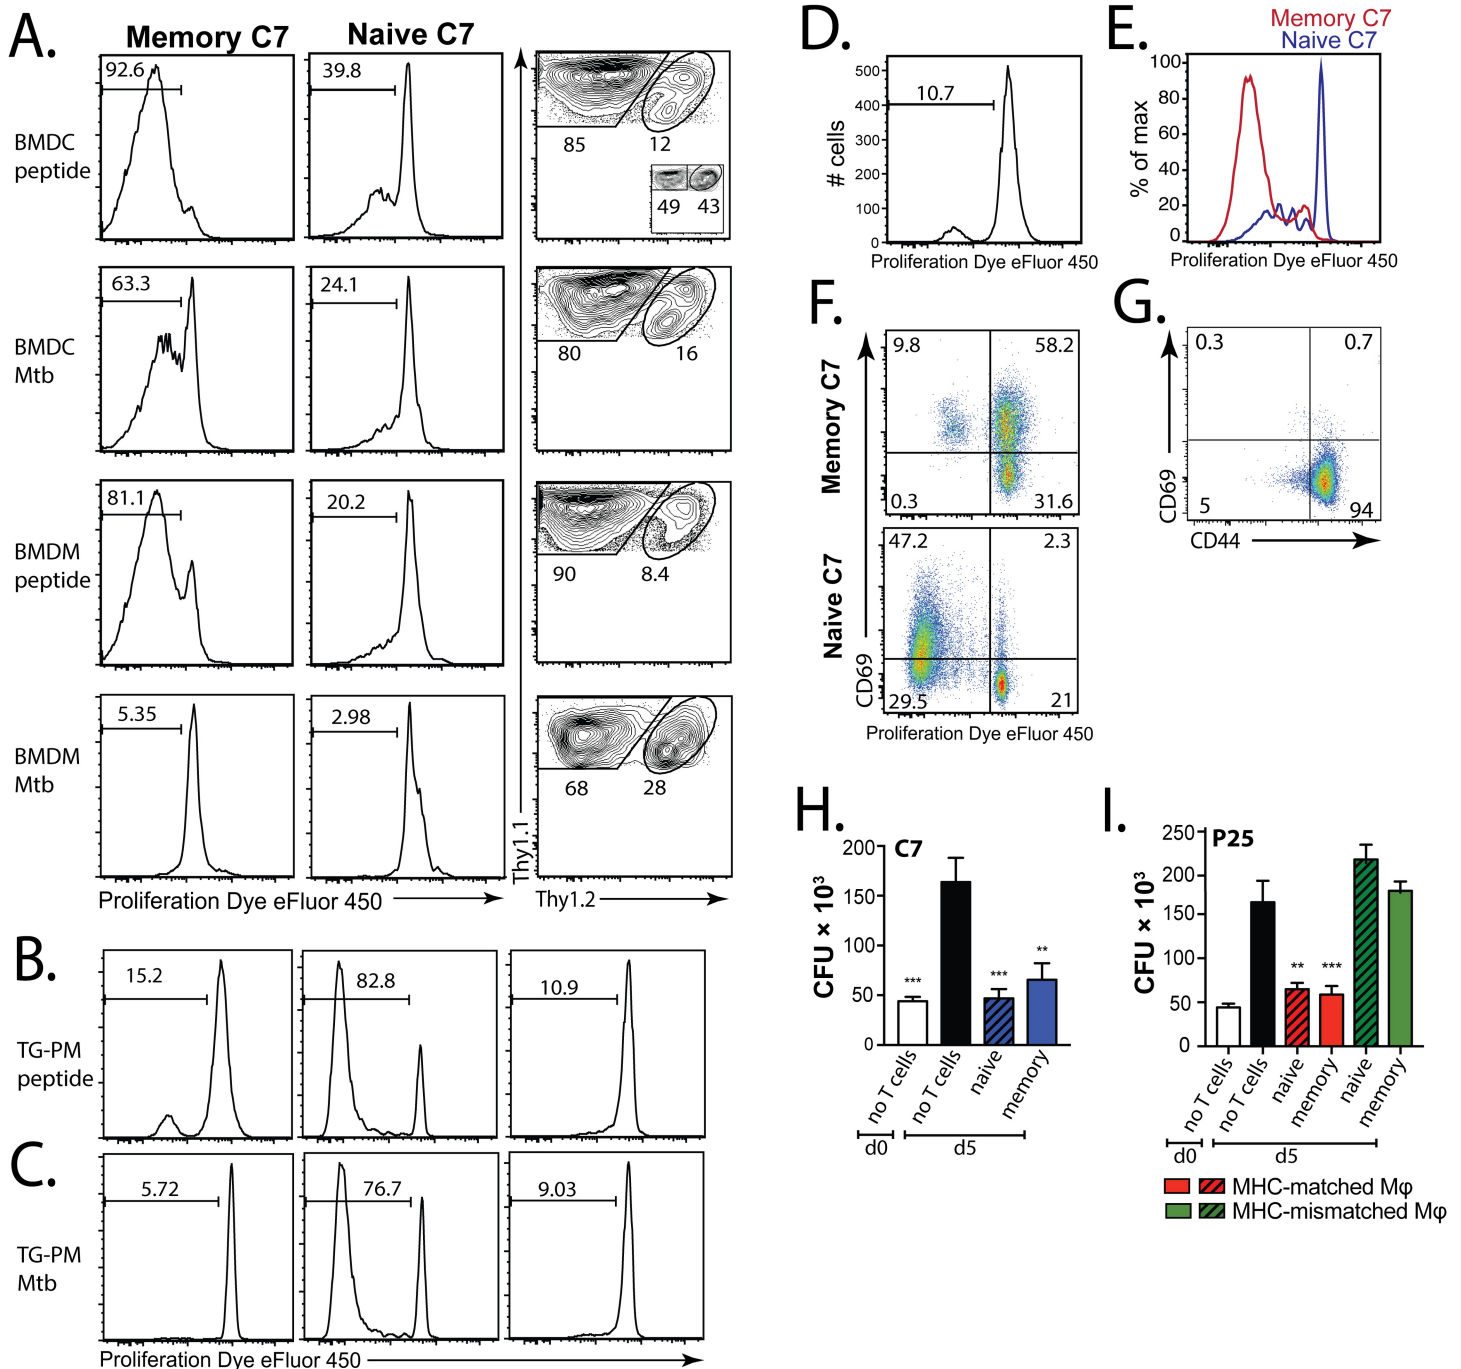 A.
Memory C7
Naive C7
BMDC
peptide
92.6
39.8
85
12
49
43
BMDC
Mtb
63.3
24.1
80
16
BMDM
peptide
81.1
20.2
90
8.4
BMDM
Mtb
5.35
2.98
68
28
Thy1.1
Proliferation Dye eFluor 450
Thy1.2
B.
TG-PM
peptide
15.2
82.8
10.9
C.
TG-PM
Mtb
5.72
76.7
9.03
Proliferation Dye eFluor 450
D.
# cells
500
400
300
200
100
0
10.7
Proliferation Dye eFluor 450
E.
Memory C7
Naive C7
% of max
100
80
60
40
20
0
Proliferation Dye eFluor 450
F.
Memory C7
9.8
58.2
0.3
31.6
Naive C7
47.2
2.3
29.5
21
CD69
Proliferation Dye eFluor 450
G.
0.3
0.7
5
94
CD69
CD44
H.
C7
CFU × 10³
200
150
100
50
0
***
***
**
no T cells
no T cells
naive
memory
d0
d5
I.
P25
CFU × 10³
250
200
150
100
50
0
**
***
no T cells
no T cells
naive
memory
naive
memory
d0
d5
MHC-matched Mφ
MHC-mismatched Mφ